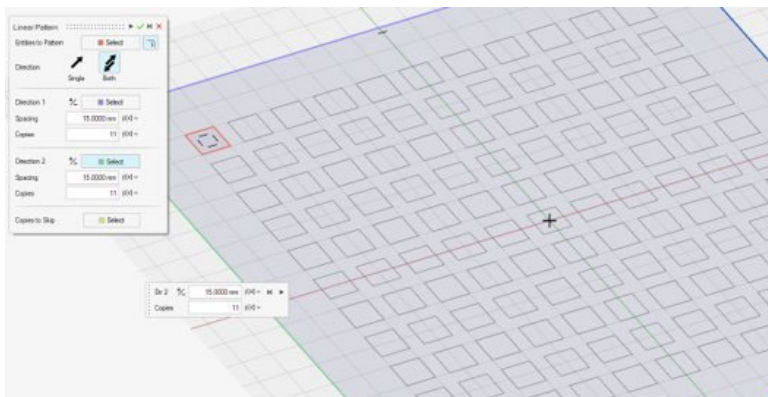 Linear Pattern
Entities to Pattern Select
Direction
Single Both
Direction 1 Select
Spacing 15.0000 mm
Copies 11
Direction 2 Select
Spacing 15.0000 mm
Copies 11
Copies to Skip Select
Dir 2 15.0000 mm
Copies 11